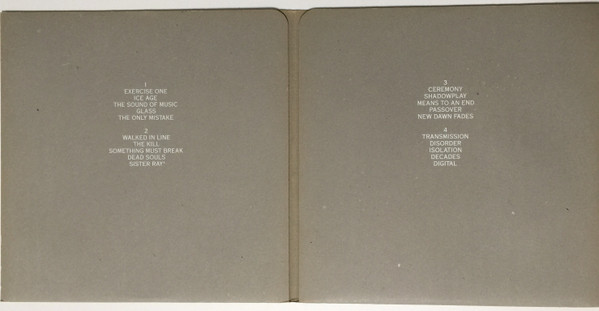 1
EXERCISE ONE
ICE AGE
THE SOUND OF MUSIC
GLASS
THE ONLY MISTAKE
2
WALKED IN LINE
THE KILL
SOMETHING MUST BREAK
DEAD SOULS
SISTER RAY*
3
CEREMONY
SHADOWPLAY
MEANS TO AN END
PASSOVER
NEW DAWN FADES
4
TRANSMISSION
DISORDER
ISOLATION
DECADES
DIGITAL